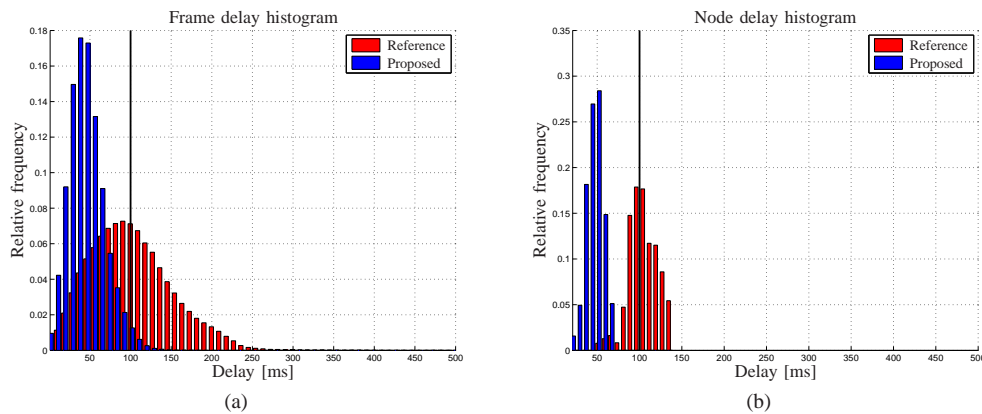 Frame delay histogram
0.18
0.16
0.14
0.12
0.1
0.08
0.06
0.04
0.02
0
Relative frequency
Reference
Proposed
50 100 150 200 250 300 350 400 450 500
Delay [ms]
(a)
Node delay histogram
0.35
0.3
0.25
0.2
0.15
0.1
0.05
0
Relative frequency
Reference
Proposed
50 100 150 200 250 300 350 400 450 500
Delay [ms]
(b)